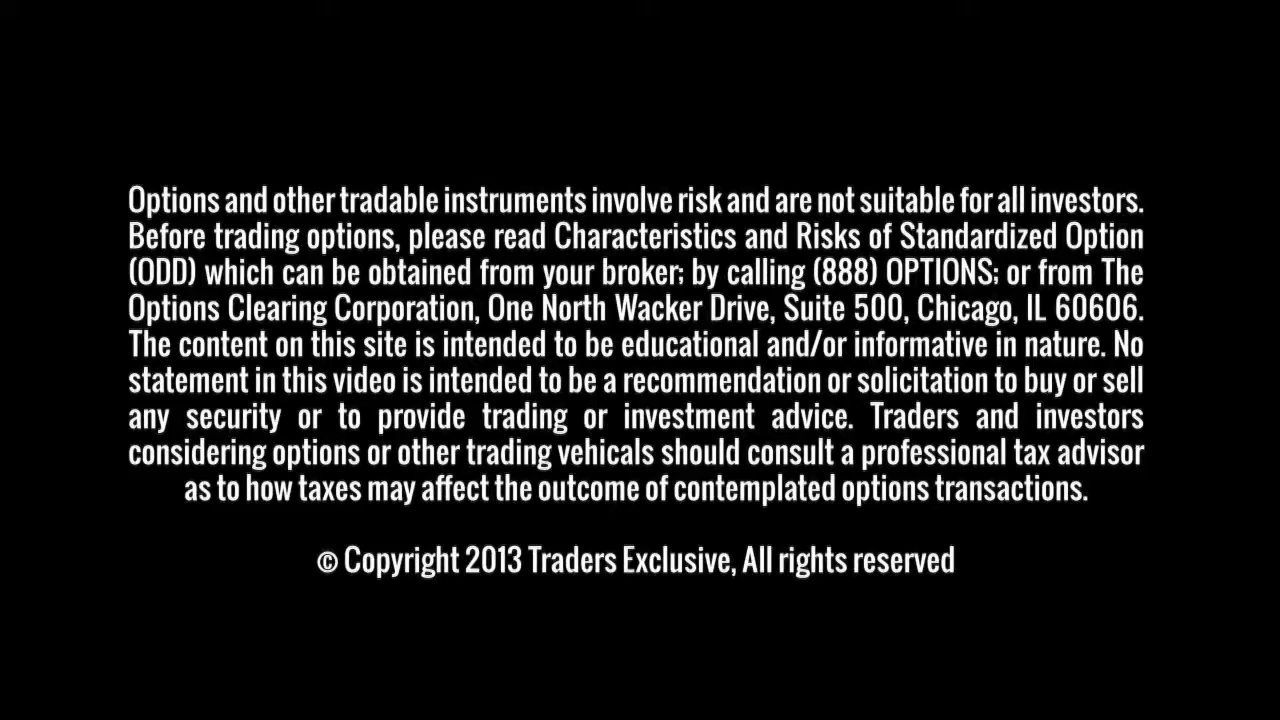 Options and other tradable instruments involve risk and are not suitable for all investors.
Before trading options, please read Characteristics and Risks of Standardized Option
(ODD) which can be obtained from your broker; by calling (888) OPTIONS; or from The
Options Clearing Corporation, One North Wacker Drive, Suite 500, Chicago, IL 60606.
The content on this site is intended to be educational and/or informative in nature. No
statement in this video is intended to be a recommendation or solicitation to buy or sell
any security or to provide trading or investment advice. Traders and investors
considering options or other trading vehicals should consult a professional tax advisor
as to how taxes may affect the outcome of contemplated options transactions.
© Copyright 2013 Traders Exclusive, All rights reserved